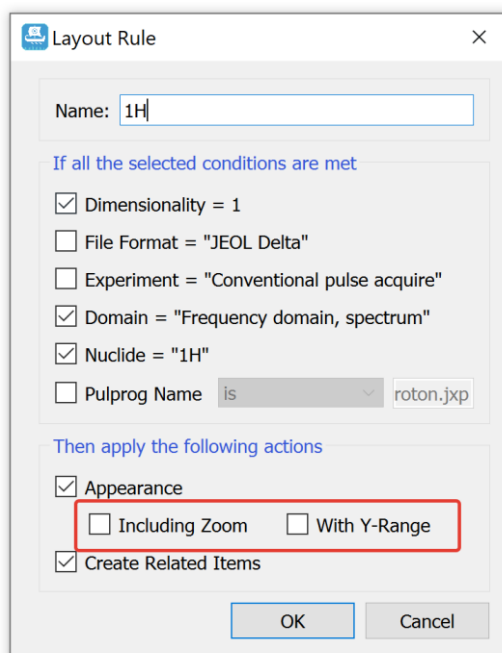 Layout Rule
Name: 1H
If all the selected conditions are met
Dimensionality = 1
File Format = "JEOL Delta"
Experiment = "Conventional pulse acquire"
Domain = "Frequency domain, spectrum"
Nuclide = "1H"
Pulprog Name is roton.jxp
Then apply the following actions
Appearance
Including Zoom With Y-Range
Create Related Items
OK Cancel